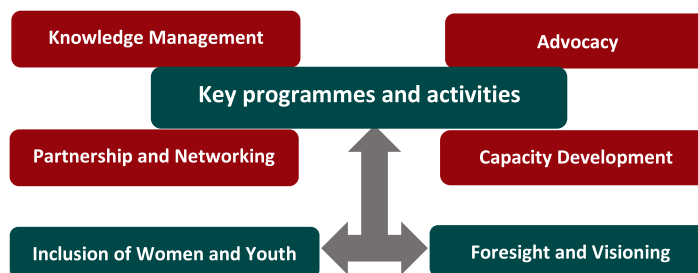 Knowledge Management
Advocacy
Key programmes and activities
Partnership and Networking
Capacity Development
Inclusion of Women and Youth
Foresight and Visioning